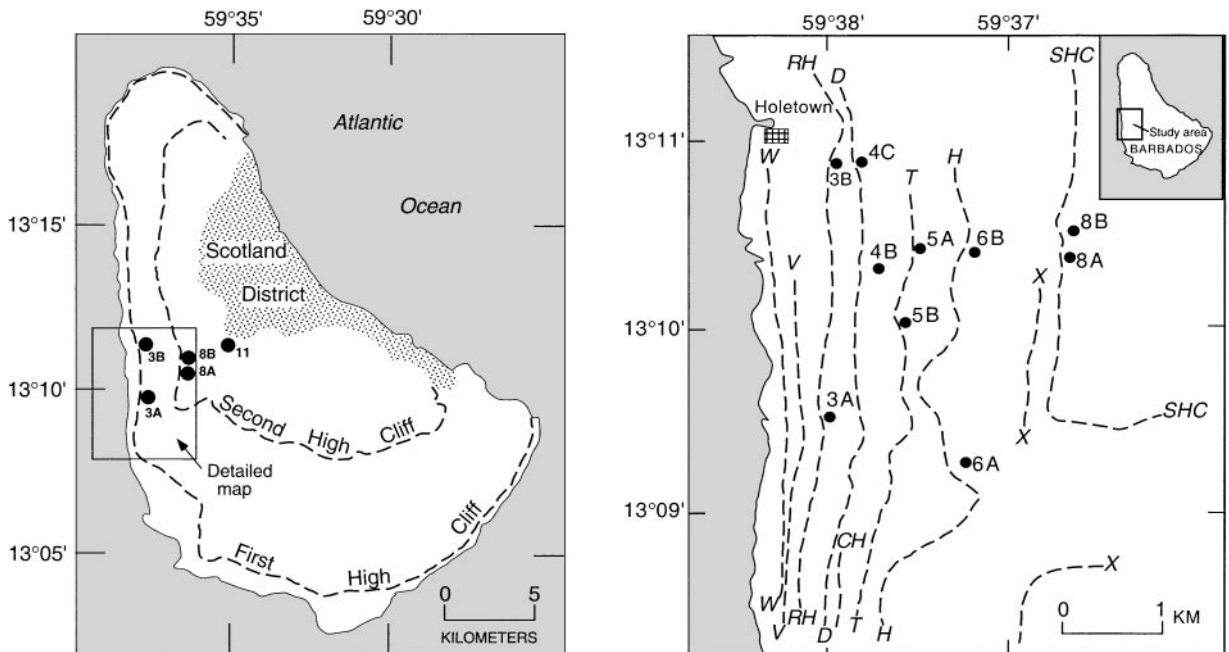 59°35'
59°30'
Atlantic
Ocean
13°15'
Scotland
District
3B
8B
8A
11
13°10'
3A
Second
High
Cliff
Detailed
map
13°05'
First
High
Cliff
0
5
KILOMETERS
59°38'
59°37'
RH
D
SHC
Holetown
Study area
BARBADOS
13°11'
W
3B
4C
T
H
V
4B
5A
6B
8B
8A
X
13°10'
5B
3A
SHC
X
6A
13°09'
CH
X
W
V
RH
D
T
H
0
1
KM